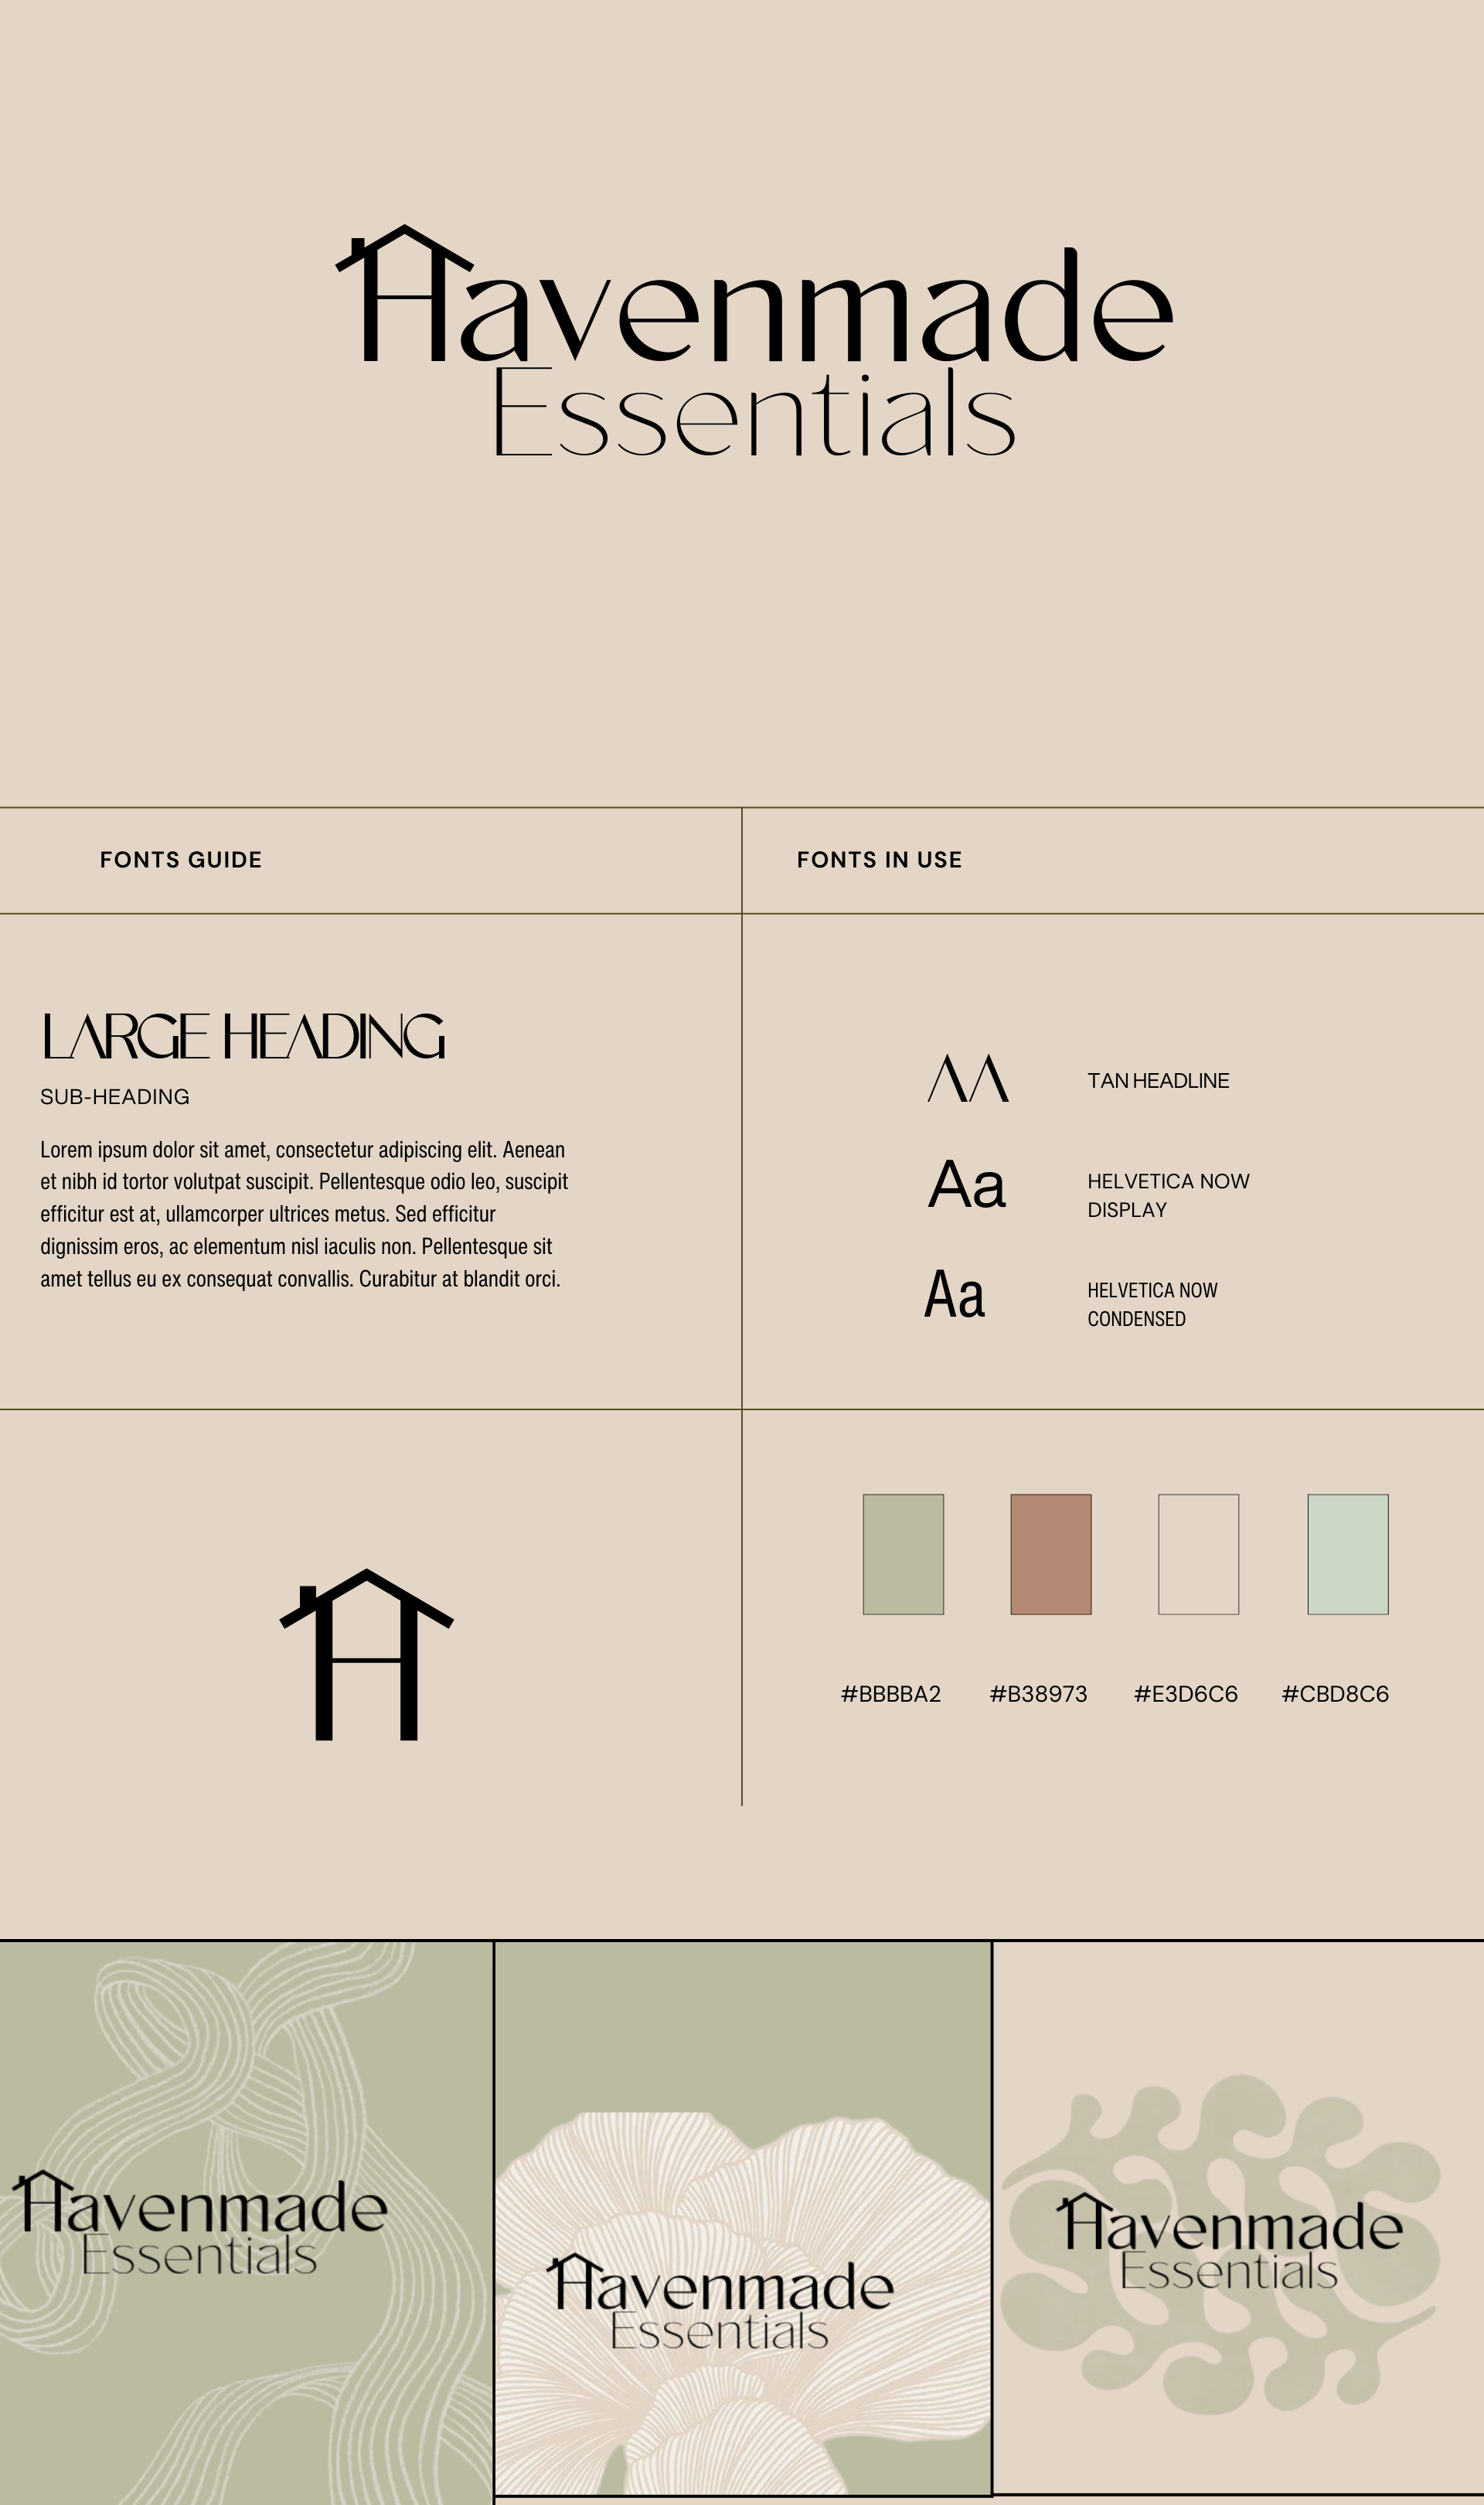 Havenmade
Essentials
FONTS GUIDE
FONTS IN USE
LARGE HEADING
SUB-HEADING
Lorem ipsum dolor sit amet, consectetur adipiscing elit. Aenean
et nibh id tortor volutpat suscipit. Pellentesque odio leo, suscipit
efficitur est at, ullamcorper ultrices metus. Sed efficitur
dignissim eros, ac elementum nisl iaculis non. Pellentesque sit
amet tellus eu ex consequat convallis. Curabitur at blandit orci.
AA
TAN HEADLINE
Aa
HELVETICA NOW
DISPLAY
Aa
HELVETICA NOW
CONDENSED
H
#BBBBA2
#B38973
#E3D6C6
#CBD8C6
Havenmade
Essentials
Havenmade
Essentials
Havenmade
Essentials